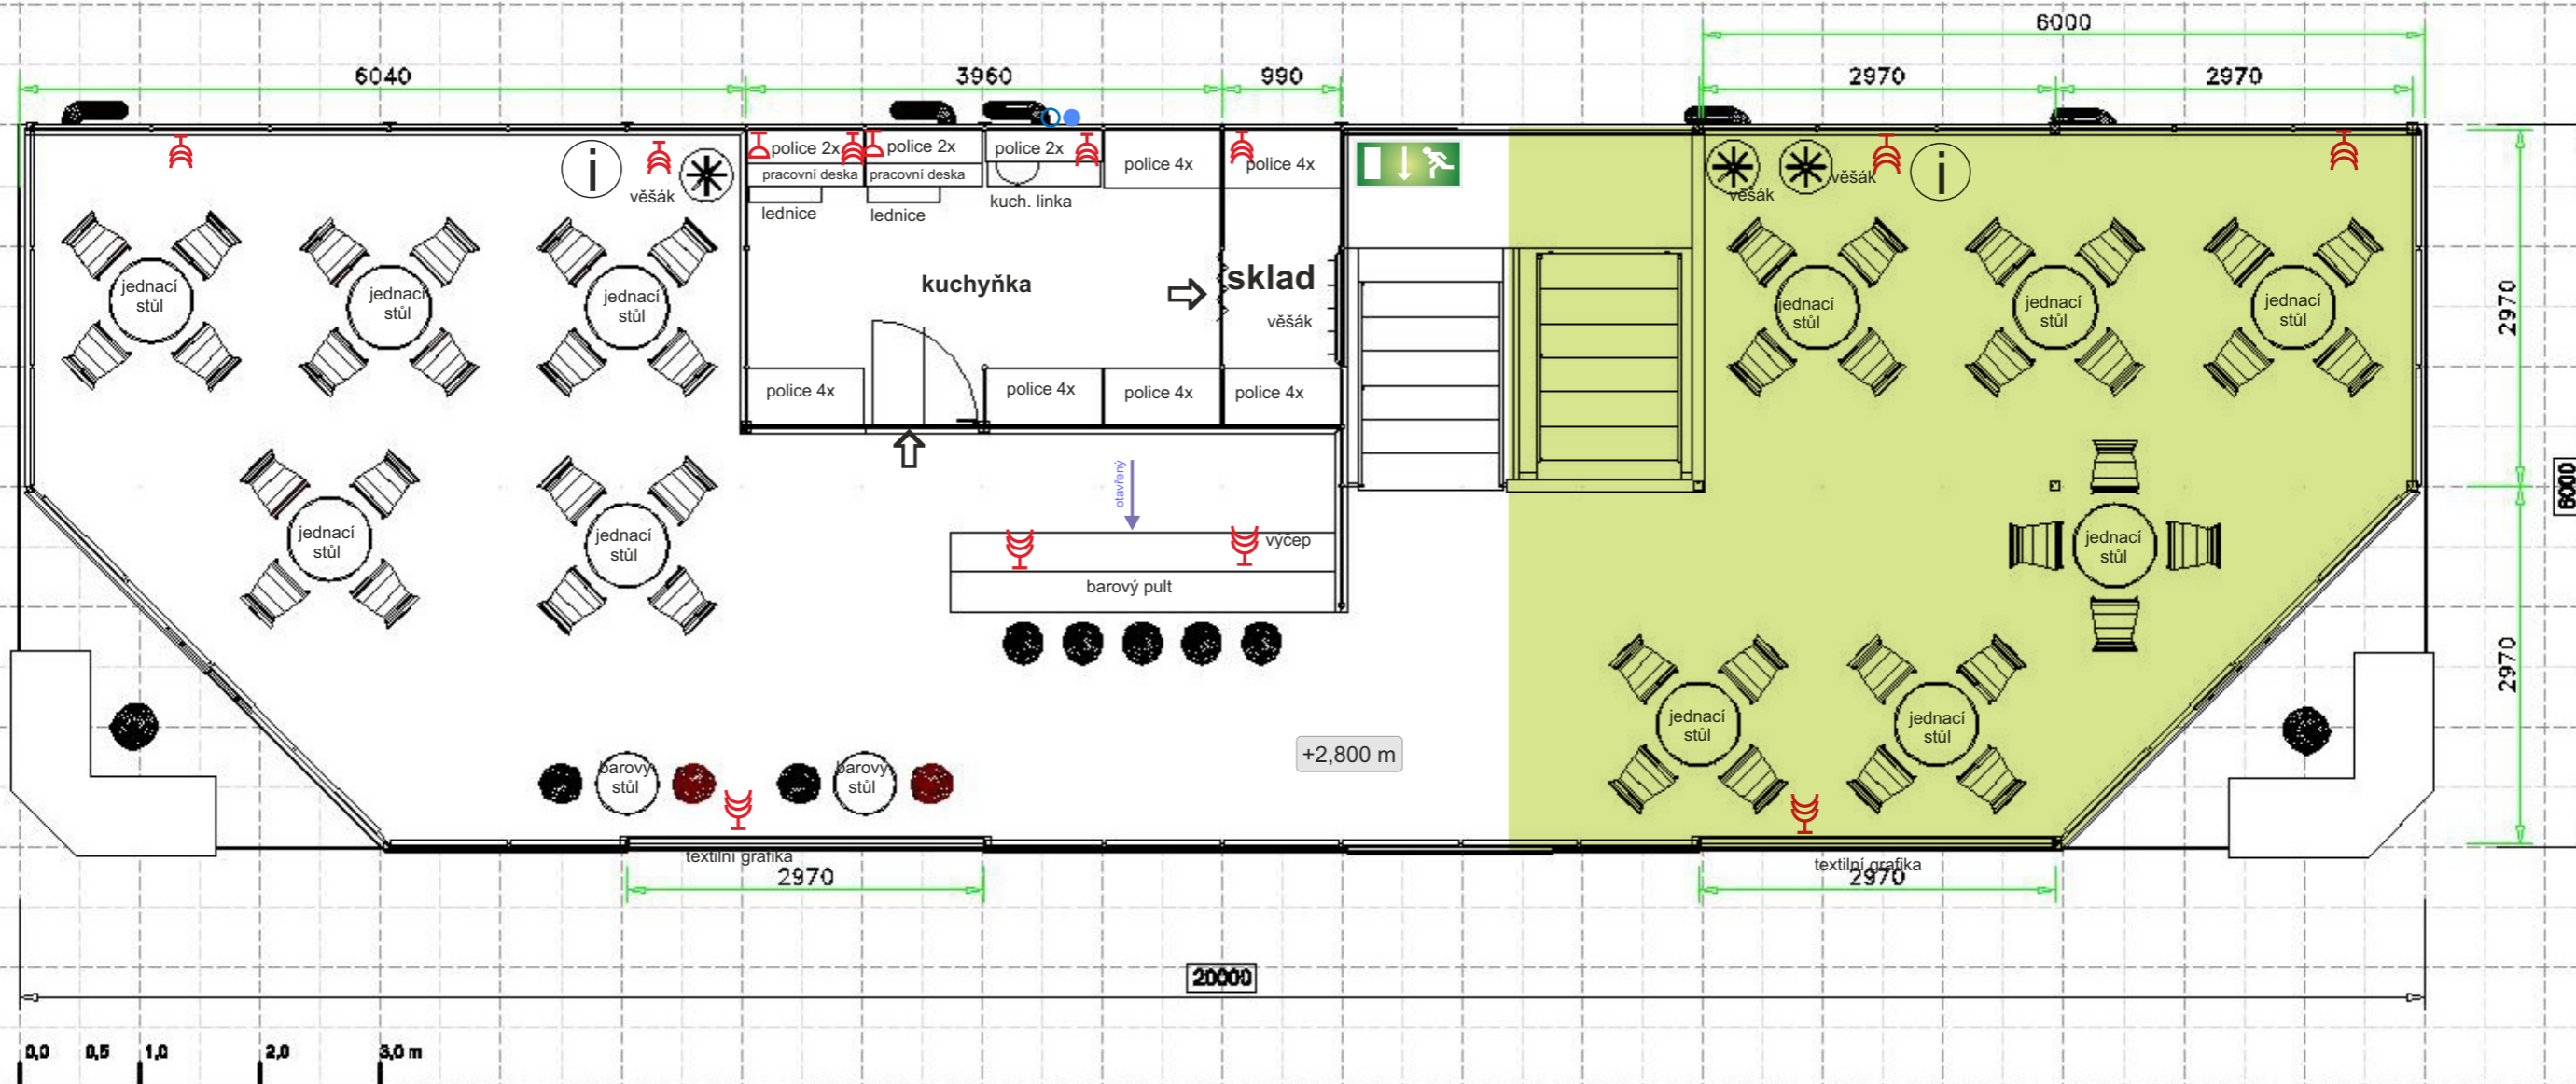 6000
6040
3960
990
2970
2970
i
věšák
police 2x
police 2x
police 2x
police 4x
police 4x
pracovní deska
pracovní deska
lednice
lednice
kuch. linka
věšák
věšák
i
kuchyňka
sklad
věšák
jednací
stůl
jednací
stůl
jednací
stůl
jednací
stůl
jednací
stůl
jednací
stůl
2970
police 4x
police 4x
police 4x
police 4x
otavřený
6000
jednací
stůl
jednací
stůl
výčep
barový pult
jednací
stůl
2970
jednací
stůl
jednací
stůl
+2,800 m
barový
stůl
barový
stůl
textilní grafika
2970
textilní grafika
2970
20000
0,0 0,5 1,0 2,0 3,0 m